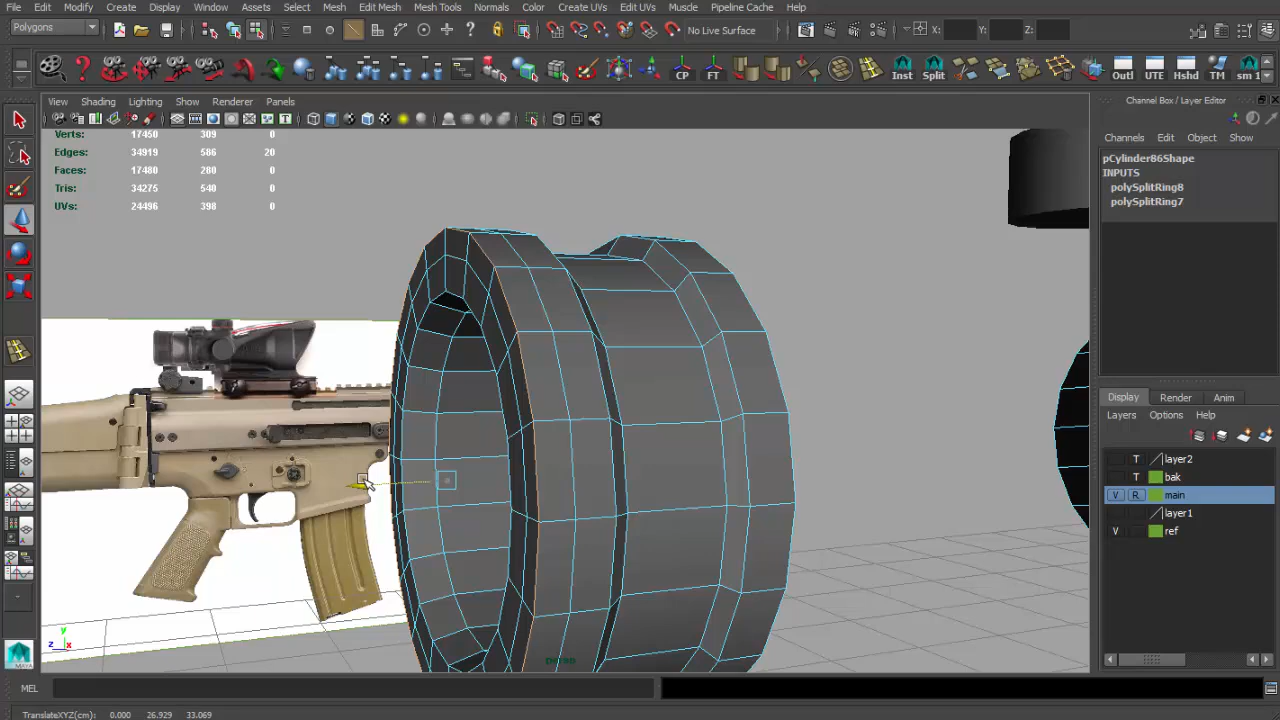 File Edit Modify Create Display Window Assets Select Mesh Edit Mesh Mesh Tools Normals Color Create UVs Edit UVs Muscle Pipeline Cache Help
Polygons No Live Surface X: Y: Z:
CP FT Inst Split Outl UTE Hshd TM sm 1
View Shading Lighting Show Renderer Panels
Channel Box / Layer Editor
Channels Edit Object Show
Verts: 17450 309 0
Edges: 34919 586 20
Faces: 17480 280 0
Tris: 34275 540 0
UVs: 24496 398 0
pCylinder86Shape
INPUTS
polySplitRing8
polySplitRing7
Display Render Anim
Layers Options Help
T layer2
T bak
V R main
layer1
V ref
y
z x
persp
MAYA
MEL
TranslateXYZ(cm): 0.000 26.929 33.069